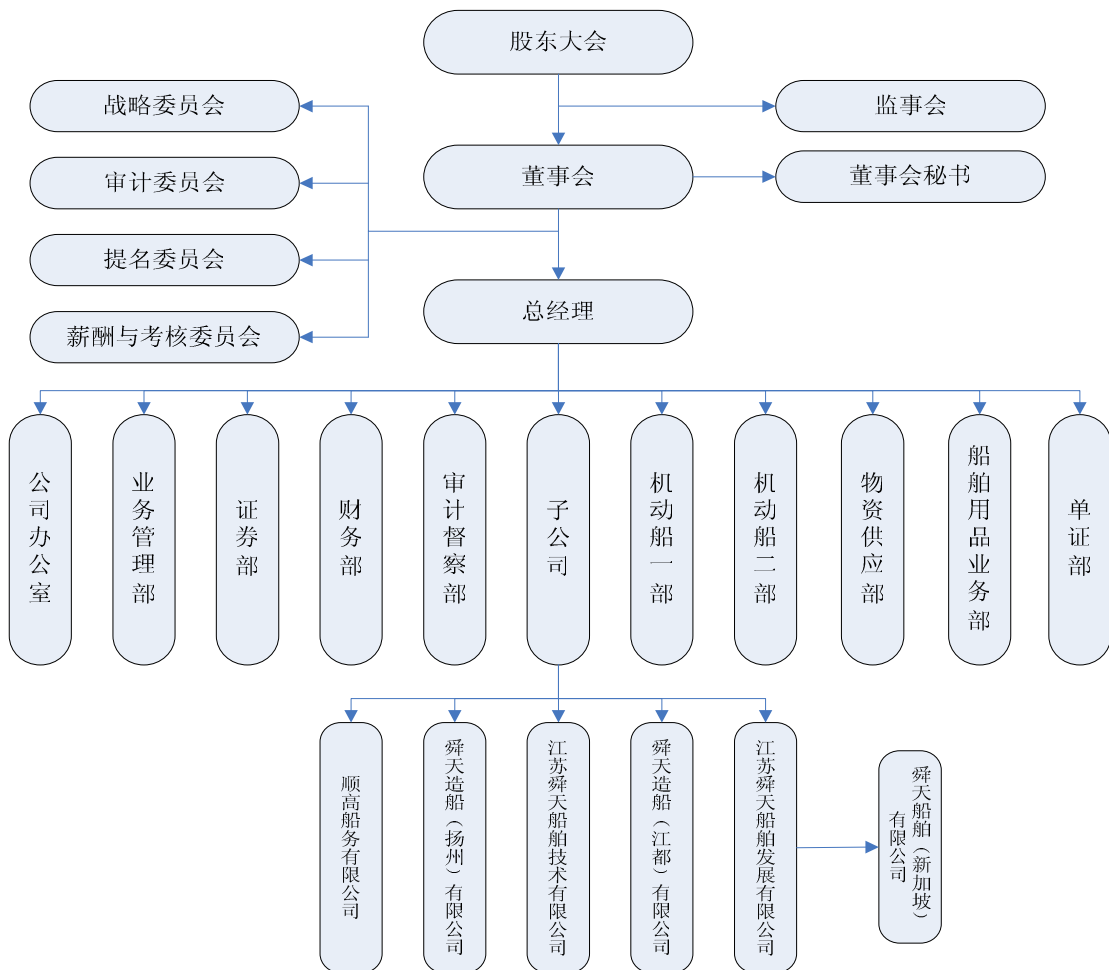 股东大会
战略委员会
监事会
审计委员会
董事会
董事会秘书
提名委员会
总经理
薪酬与考核委员会
公司办公室
业务管理部
证券部
财务部
审计督察部
子公司
机动船一部
机动船二部
物资供应部
船舶用品业务部
单证部
顺高船务有限公司
舜天造船（扬州）有限公司
江苏舜天船舶技术有限公司
舜天造船（江都）有限公司
江苏舜天船舶发展有限公司
舜天船舶（新加坡）
有限公司